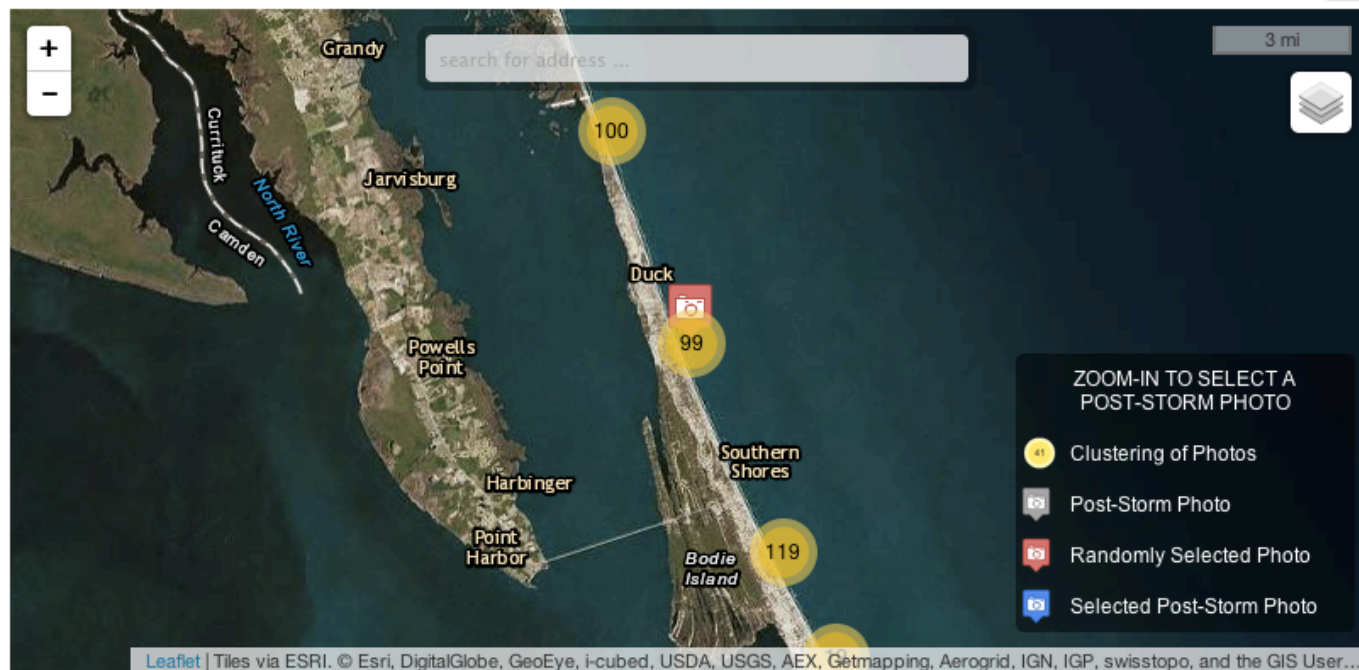 +
−
search for address ...
3 mi
Grandy
100
Currituck
Jarvisburg
North River
Camden
Duck
99
Powells
Point
ZOOM-IN TO SELECT A
POST-STORM PHOTO
41
Clustering of Photos
Southern
Shores
Harbinger
Post-Storm Photo
Point
Harbor
119
Bodie
Island
Randomly Selected Photo
Selected Post-Storm Photo
Leaflet | Tiles via ESRI. © Esri, DigitalGlobe, GeoEye, i-cubed, USDA, USGS, AEX, Getmapping, Aerogrid, IGN, IGP, swisstopo, and the GIS User...